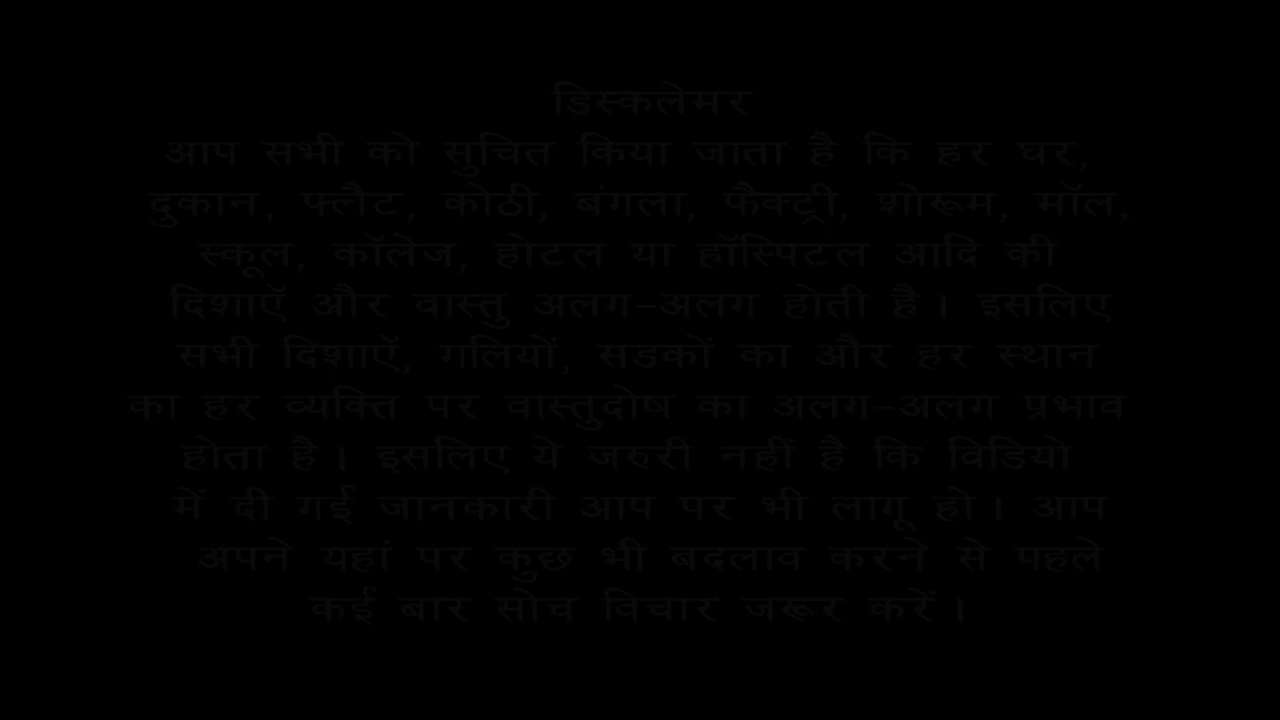 डिस्कलेमर
आप सभी को सुचित किया जाता है कि हर घर,
दुकान, फ्लैट, कोठी, बंगला, फैक्ट्री, शोरूम, मॉल,
स्कूल, कॉलेज, होटल या हॉस्पिटल आदि की
दिशाऍ और वास्तु अलग-अलग होती है। इसलिए
सभी दिशाऍ, गलियों, सडकों का और हर स्थान
का हर व्यक्ति पर वास्तुदोष का अलग-अलग प्रभाव
होता है। इसलिए ये जरुरी नहीं है कि विडियो
में दी गई जानकारी आप पर भी लागू हो। आप
अपने यहां पर कुछ भी बदलाव करने से पहले
कई बार सोच विचार जरूर करें।